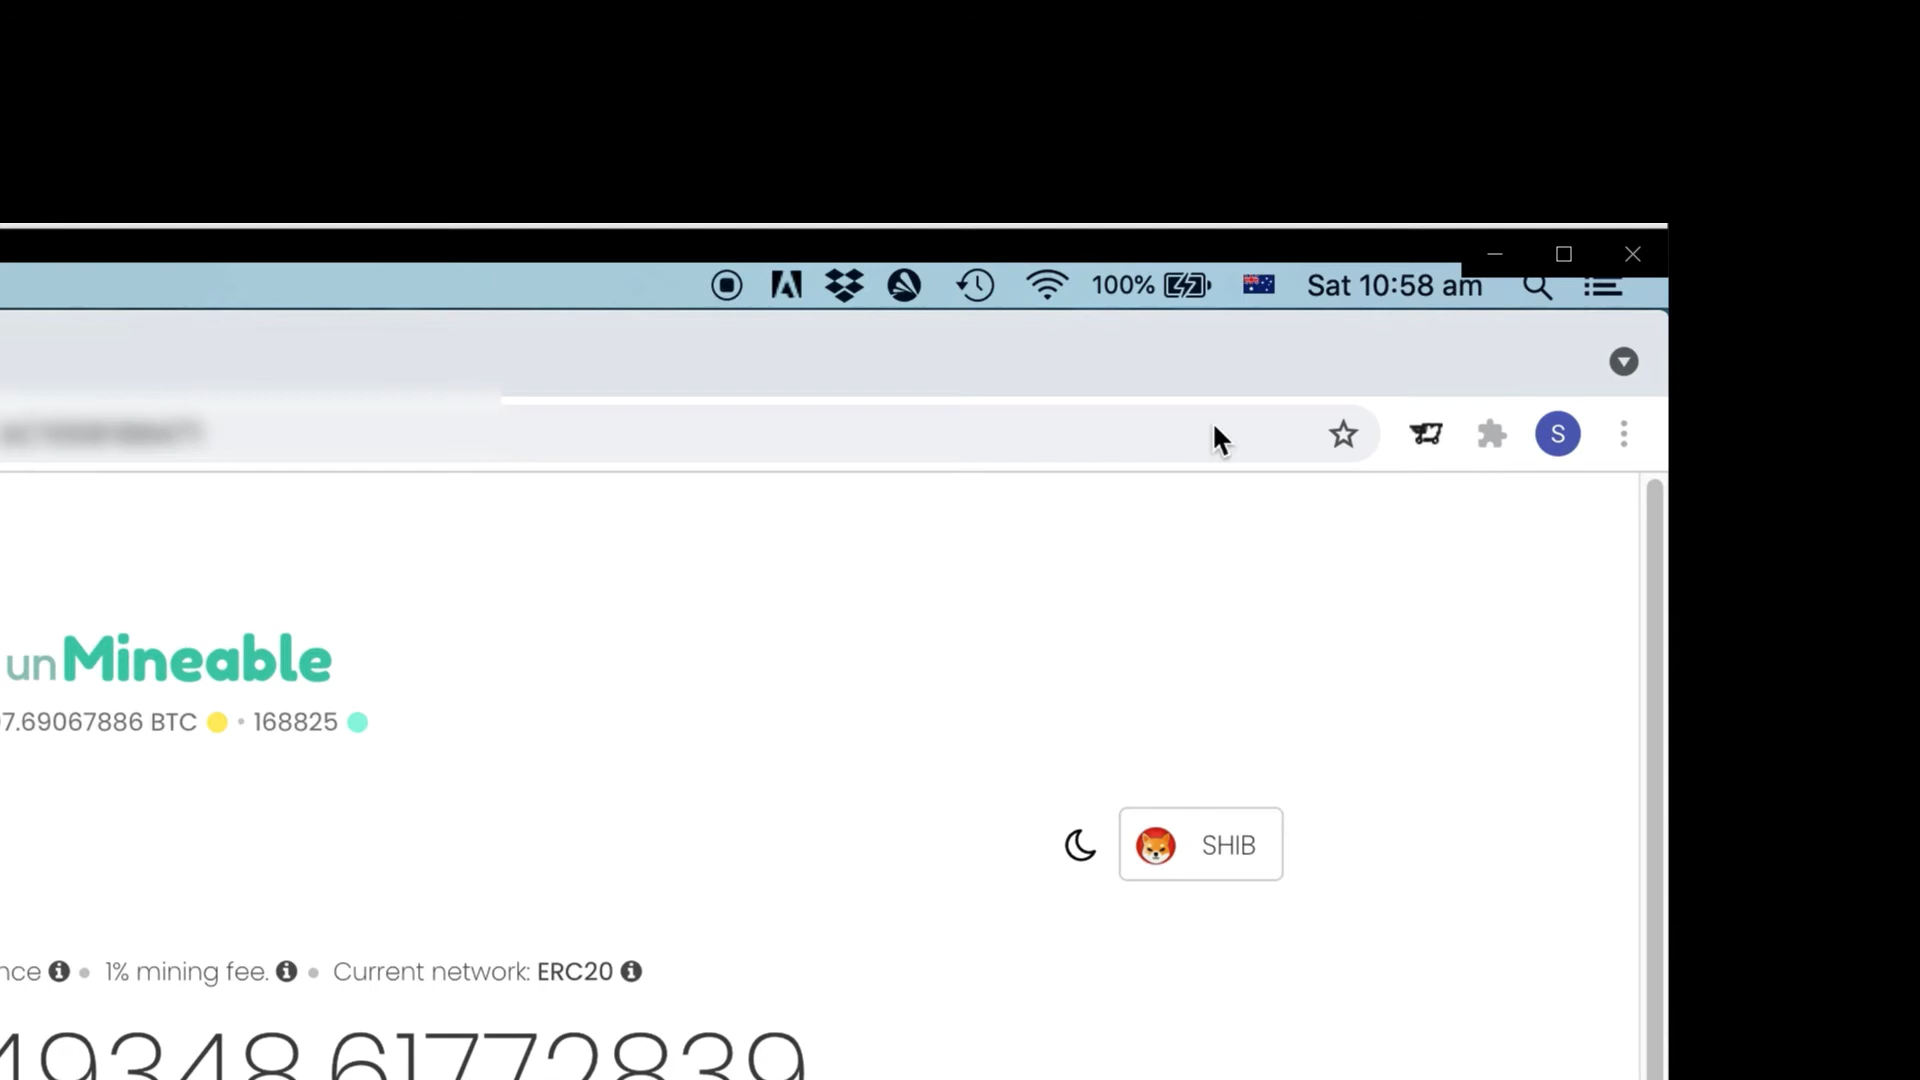 100% Sat 10:58 am
S
unMineable
7.69067886 BTC • 168825
SHIB
nce • 1% mining fee. • Current network: ERC20
49348.61772839